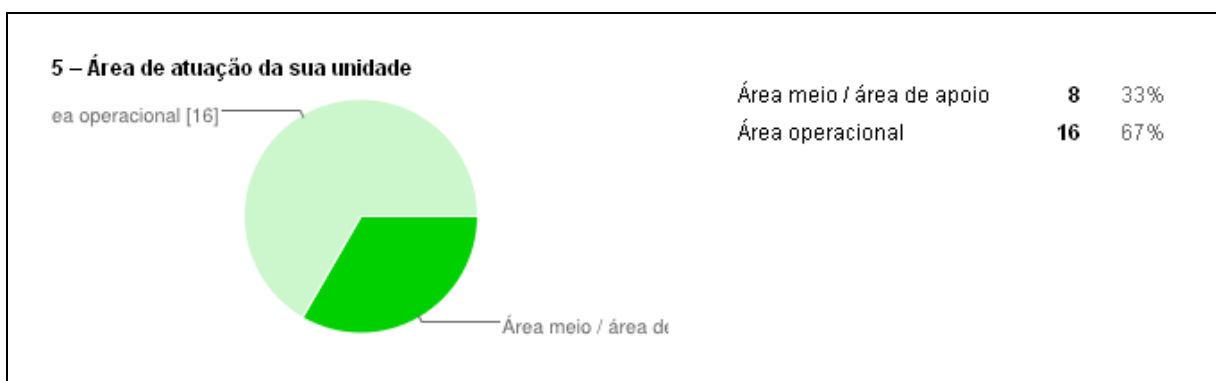 5 – Área de atuação da sua unidade
ea operacional [16]
Área meio / área de
Área meio / área de apoio 8 33%
Área operacional 16 67%